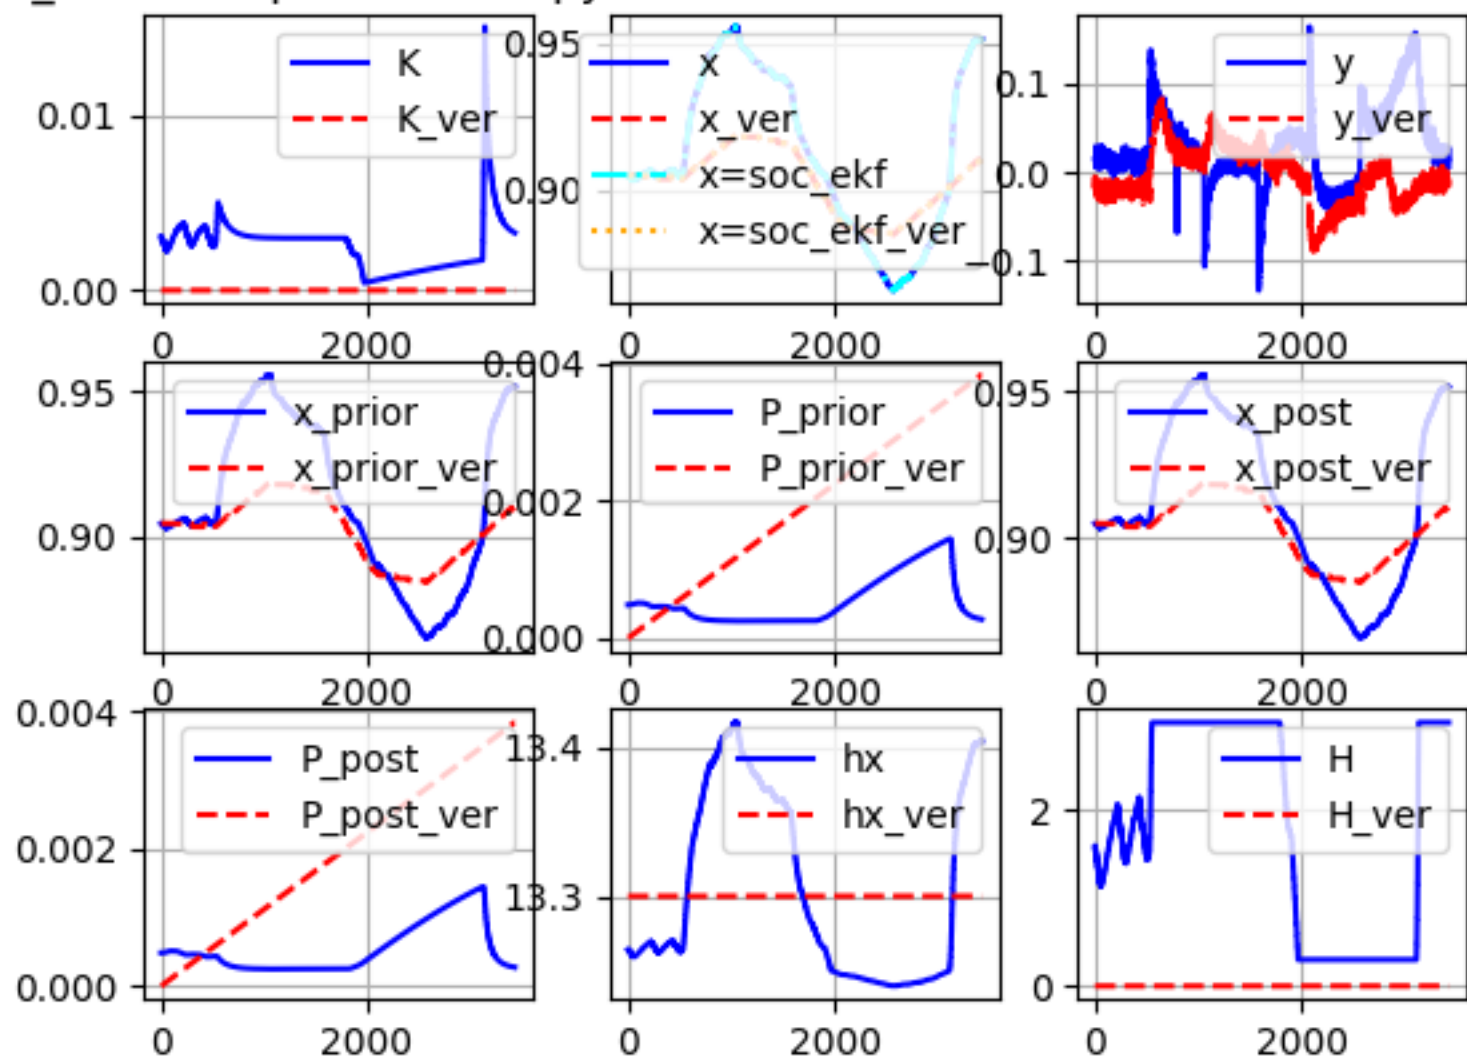 K
K_ver
0.01
0.00
0
2000
x
x_ver
x=soc_ekf
x=soc_ekf_ver
0.95
0.90
0
2000
y
y_ver
0.1
0.0
−0.1
0
2000
x_prior
x_prior_ver
0.95
0.90
0
2000
P_prior
P_prior_ver
0.004
0.002
0.000
0
2000
x_post
x_post_ver
0.95
0.90
0
2000
P_post
P_post_ver
0.004
0.002
0.000
0
2000
hx
hx_ver
13.4
13.3
0
2000
H
H_ver
2
0
0
2000